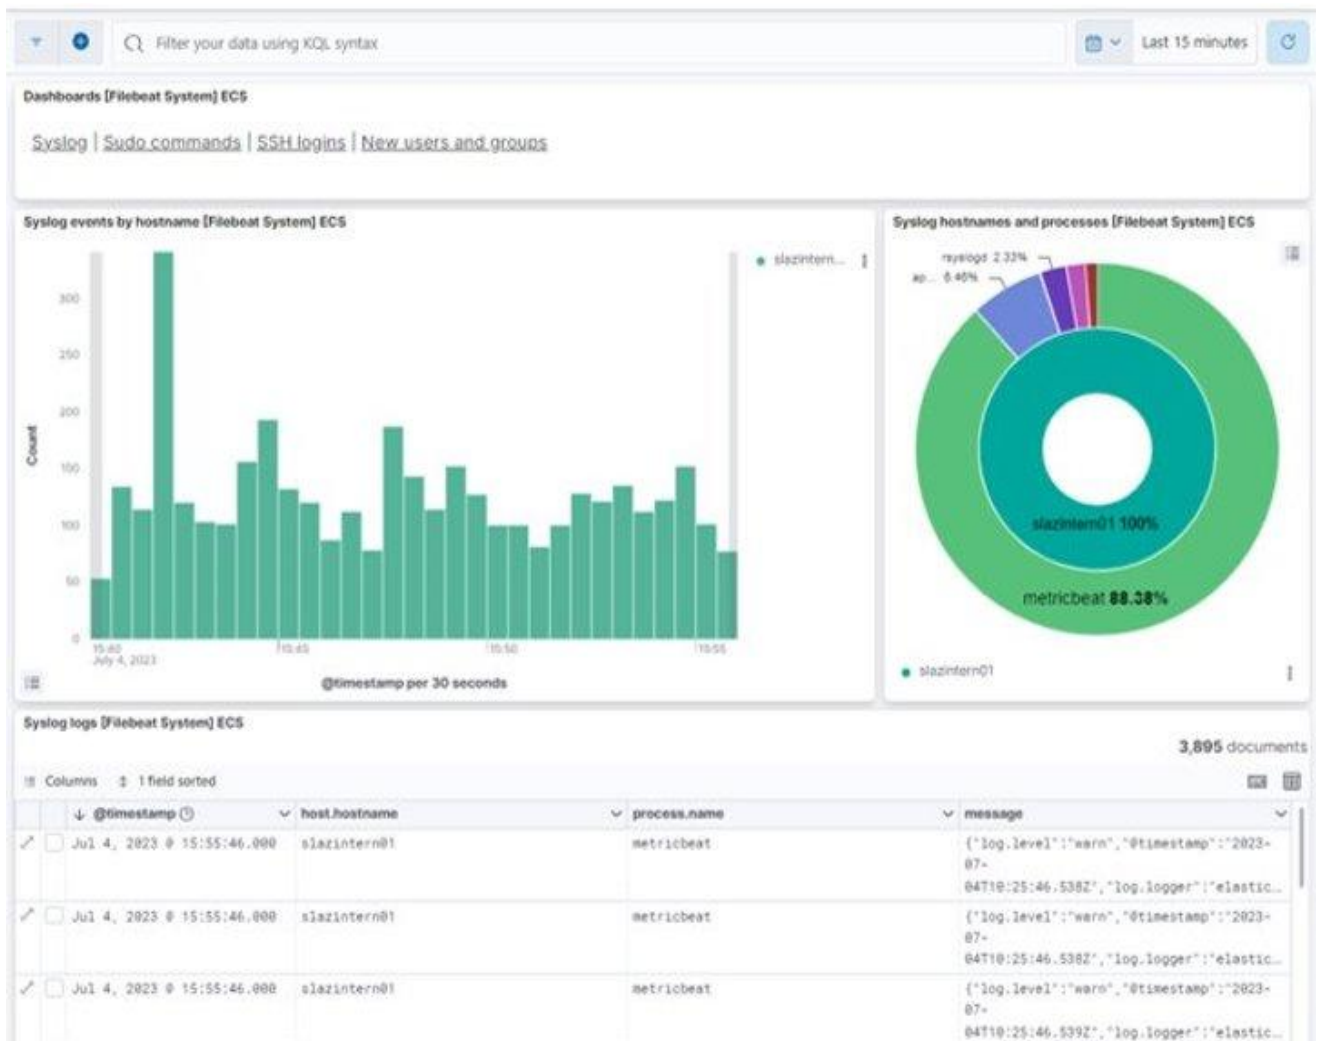 Filter your data using KQL syntax
Last 15 minutes
Dashboards [Filebeat System] ECS
Syslog | Sudo commands | SSH logins | New users and groups
Syslog events by hostname [Filebeat System] ECS
Syslog hostnames and processes [Filebeat System] ECS
slazintern...
rsyslogd 2.33%
ap... 6.46%
300
250
200
150
100
50
0
Count
15:40
July 4, 2023
15:45
15:50
15:55
@timestamp per 30 seconds
slazintern01 100%
metricbeat 88.38%
slazintern01
Syslog logs [Filebeat System] ECS
3,895 documents
Columns
1 field sorted
@timestamp
host.hostname
process.name
message
Jul 4, 2023 @ 15:55:46.000
slazintern01
metricbeat
{"log.level":"warn","@timestamp":"2023-
07-
04T10:25:46.538Z","log.logger":"elastic...
Jul 4, 2023 @ 15:55:46.000
slazintern01
metricbeat
{"log.level":"warn","@timestamp":"2023-
07-
04T10:25:46.538Z","log.logger":"elastic...
Jul 4, 2023 @ 15:55:46.000
slazintern01
metricbeat
{"log.level":"warn","@timestamp":"2023-
07-
04T10:25:46.539Z","log.logger":"elastic...